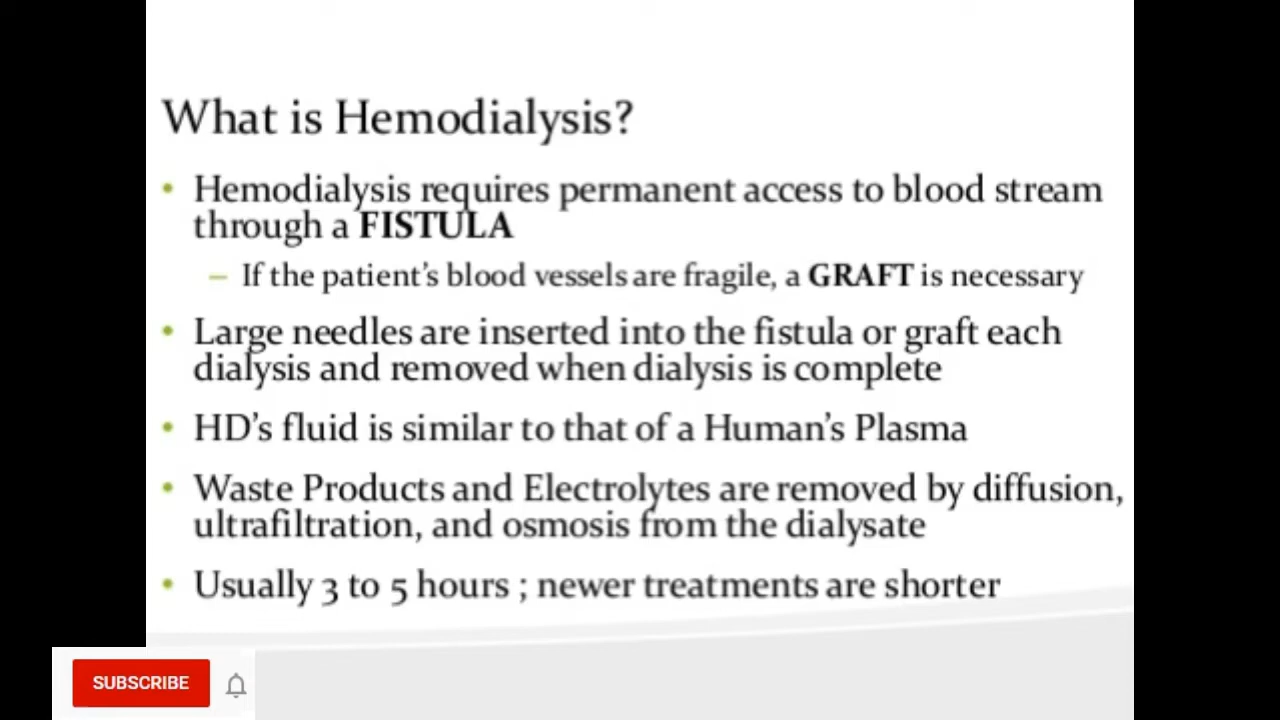 What is Hemodialysis?
• Hemodialysis requires permanent access to blood stream
through a FISTULA
– If the patient’s blood vessels are fragile, a GRAFT is necessary
• Large needles are inserted into the fistula or graft each
dialysis and removed when dialysis is complete
• HD’s fluid is similar to that of a Human’s Plasma
• Waste Products and Electrolytes are removed by diffusion,
ultrafiltration, and osmosis from the dialysate
• Usually 3 to 5 hours ; newer treatments are shorter
SUBSCRIBE